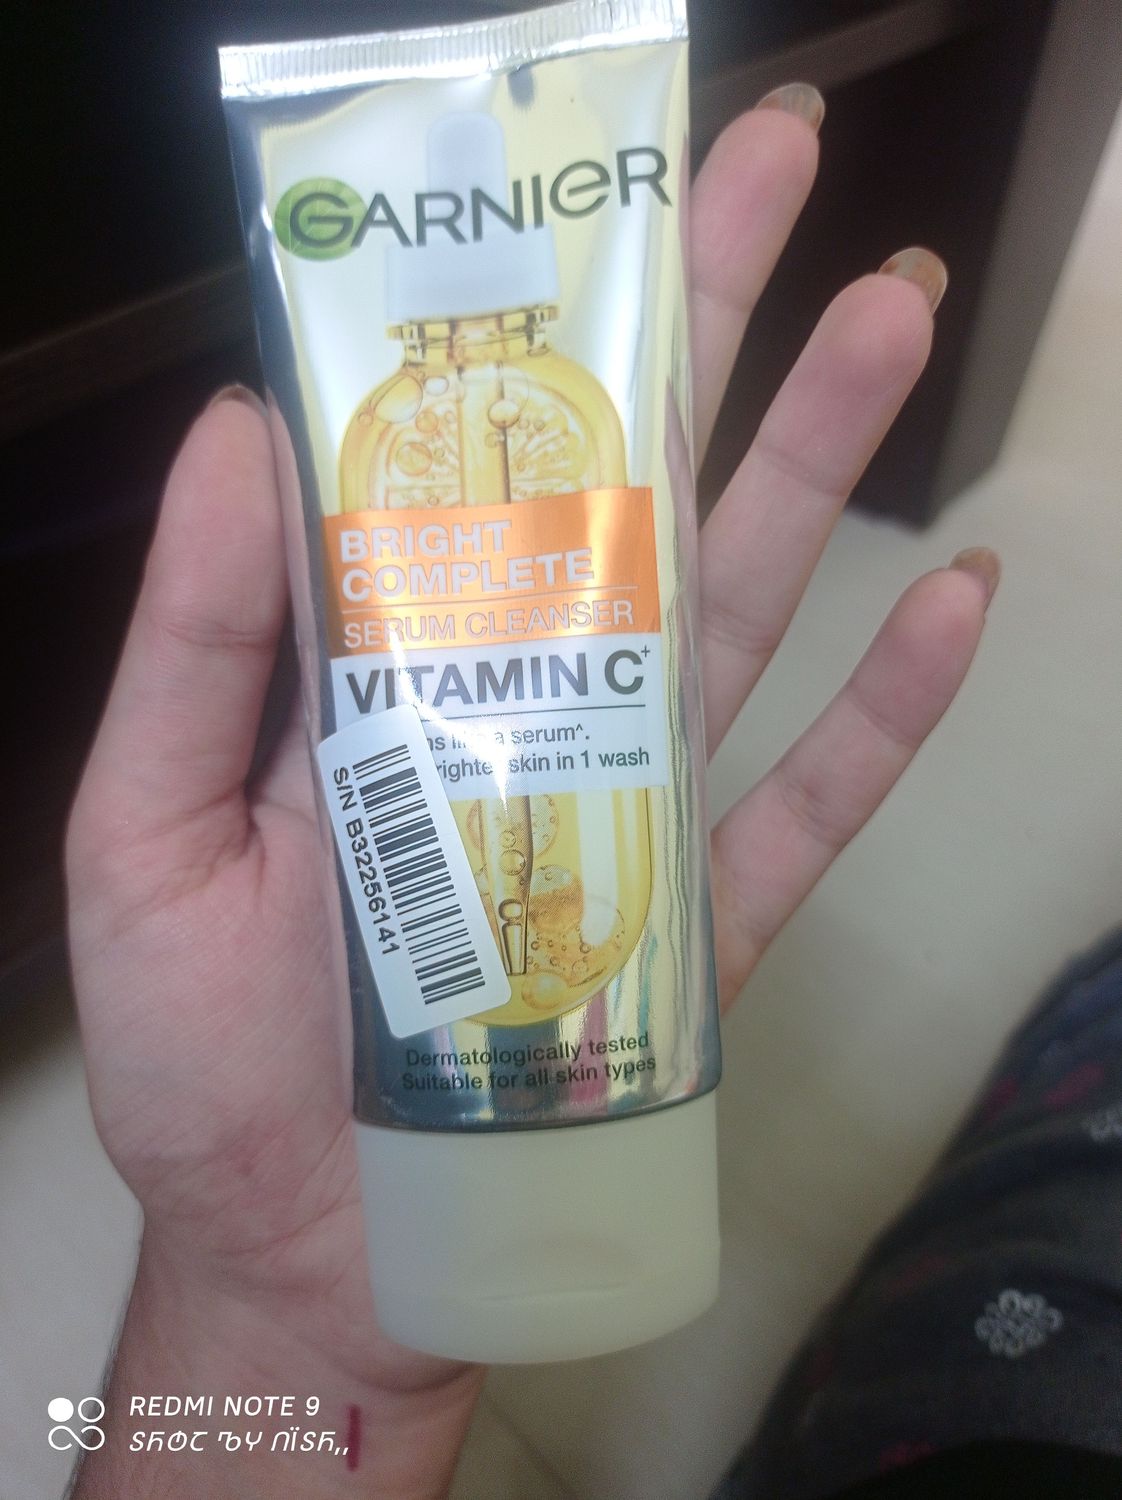 GARNIER
BRIGHT
COMPLETE
SERUM CLEANSER
VITAMIN C+
a serum^.
skin in 1 wash
S/N B32256141
Dermatologically tested
Suitable for all skin types
REDMI NOTE 9